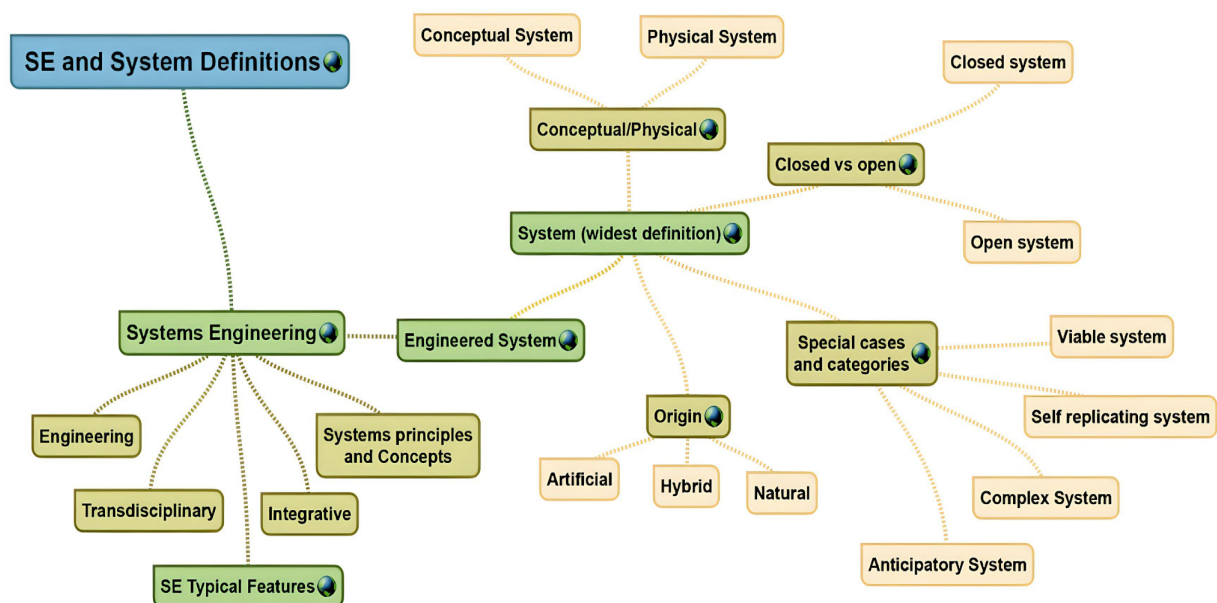 SE and System Definitions
Conceptual System
Physical System
Closed system
Conceptual/Physical
Closed vs open
System (widest definition)
Open system
Systems Engineering
Engineered System
Special cases
and categories
Viable system
Origin
Self replicating system
Engineering
Systems principles
and Concepts
Artificial
Hybrid
Natural
Complex System
Transdisciplinary
Integrative
Anticipatory System
SE Typical Features